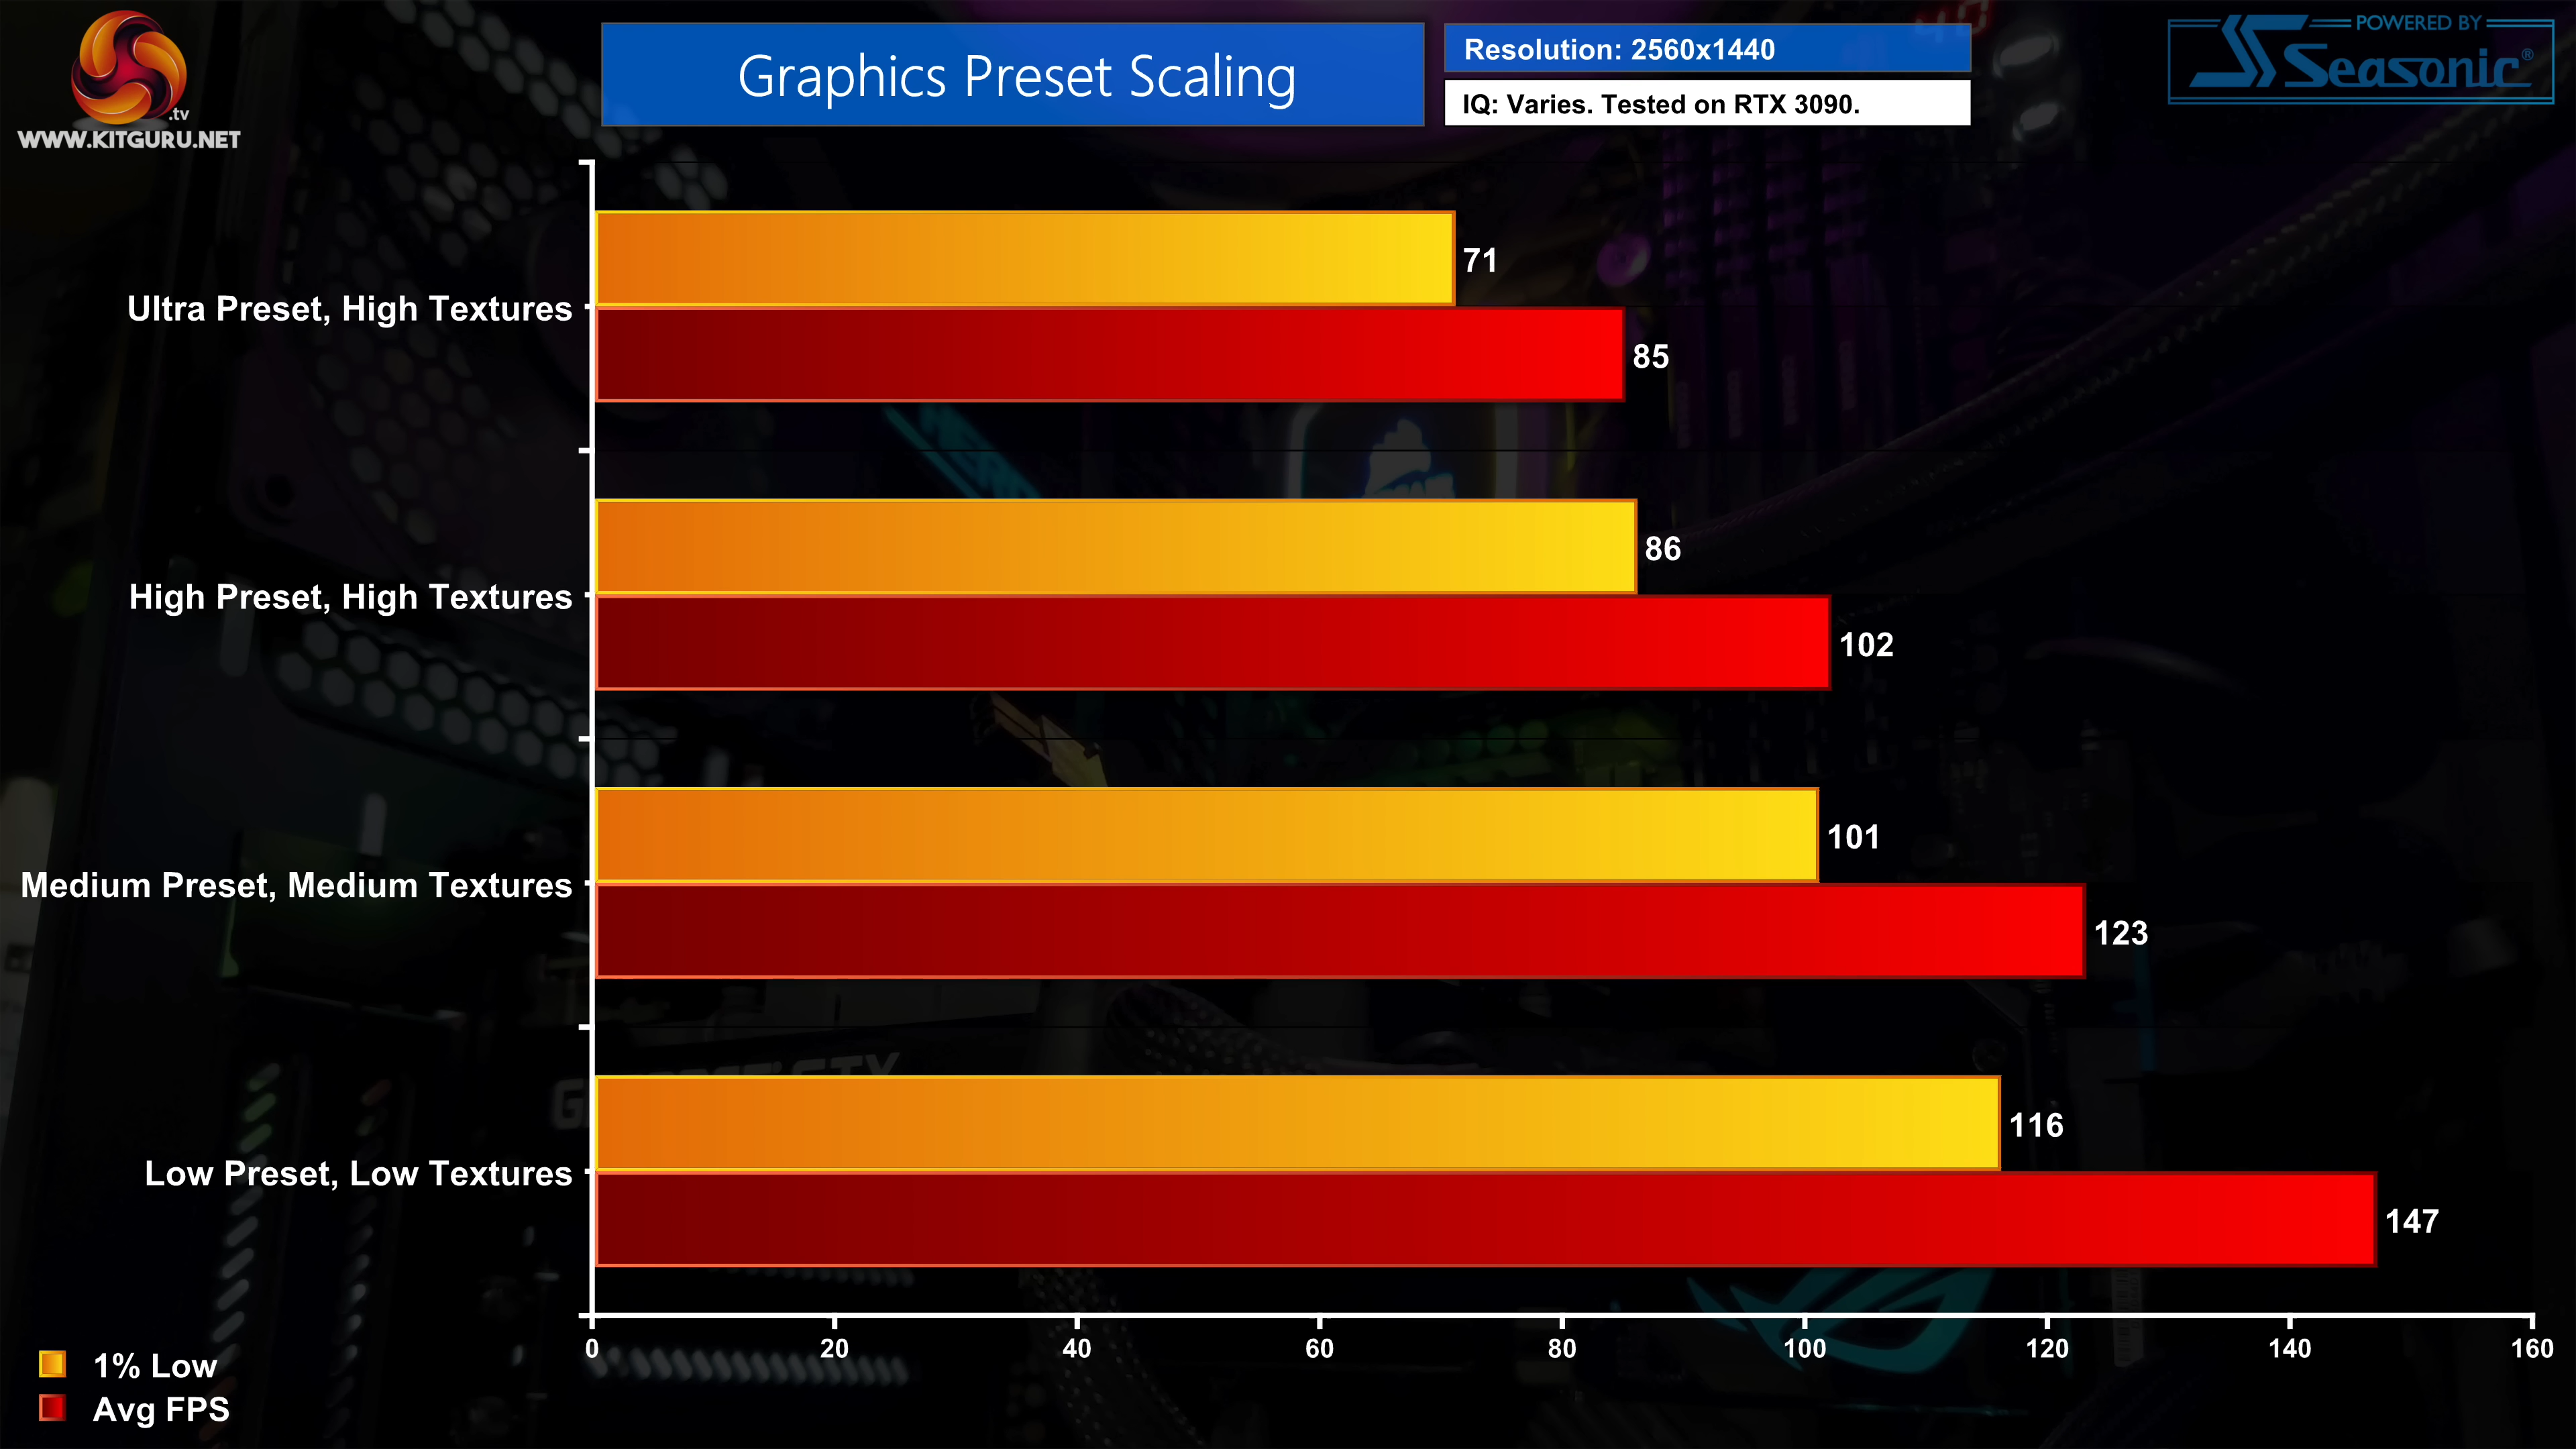 .tv
WWW.KITGURU.NET
Graphics Preset Scaling
Resolution: 2560x1440
IQ: Varies. Tested on RTX 3090.
POWERED BY
Seasonic®
Ultra Preset, High Textures
71
85
High Preset, High Textures
86
102
Medium Preset, Medium Textures
101
123
Low Preset, Low Textures
116
147
0 20 40 60 80 100 120 140 160
1% Low
Avg FPS